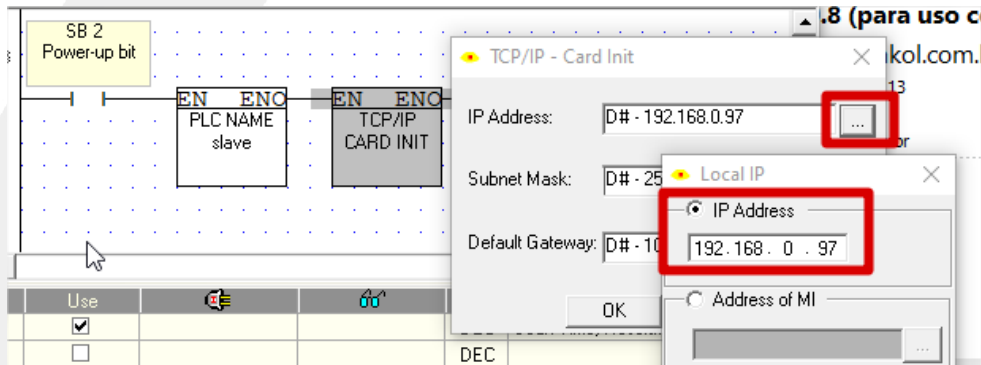 SB 2
Power-up bit
EN ENO
PLC NAME
slave
EN ENO
TCP/IP
CARD INIT
Use
DEC
TCP/IP - Card Init
IP Address:
D# - 192.168.0.97
...
Subnet Mask:
D# - 25
Default Gateway:
D# - 10
OK
Local IP
IP Address
192 . 168 . 0 . 97
Address of MI
...
.8 (para uso c
kol.com.
13